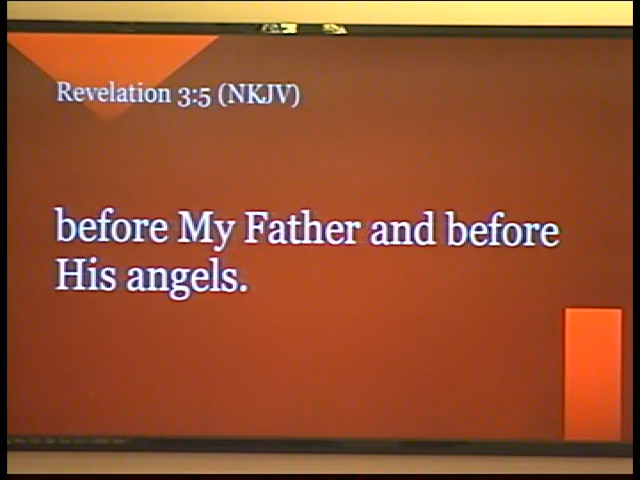 Revelation 3:5 (NKJV)
before My Father and before
His angels.